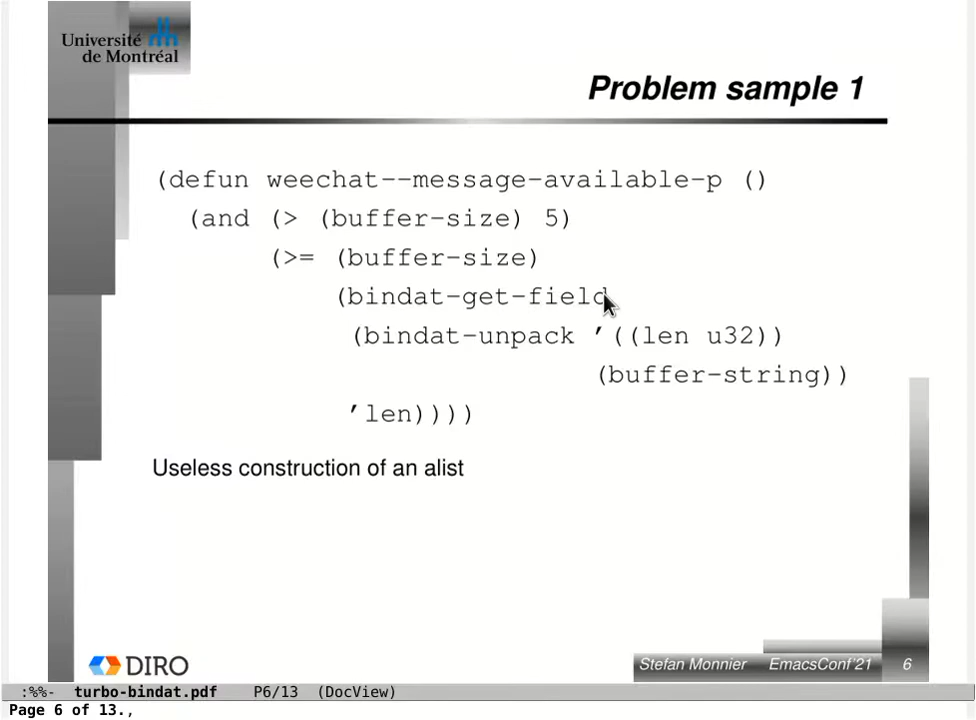 Université
de Montréal
Problem sample 1
(defun weechat--message-available-p ()
(and (> (buffer-size) 5)
(>= (buffer-size)
(bindat-get-field
(bindat-unpack '((len u32))
(buffer-string))
'len))))
Useless construction of an alist
DIRO
Stefan Monnier EmacsConf'21 6
:%%- turbo-bindat.pdf P6/13 (DocView)
Page 6 of 13.,